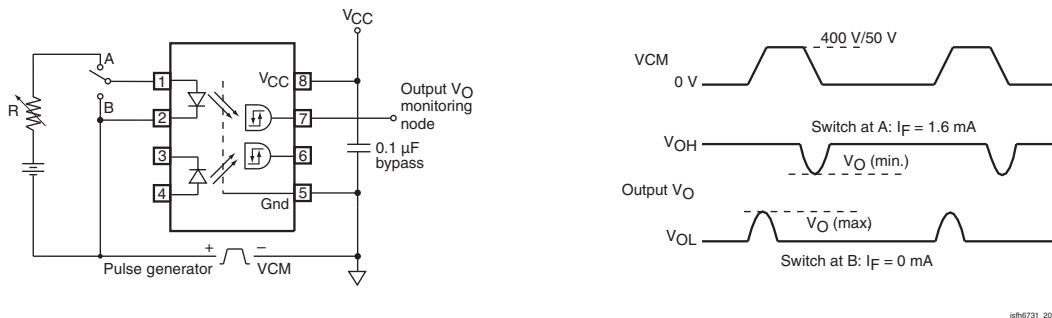 VCC
A
B
R
1
2
3
4
VCC
8
7
6
5
Gnd
Output VO
monitoring
node
0.1 µF
bypass
+
–
Pulse generator
VCM
VCM
400 V/50 V
0 V
Switch at A: IF = 1.6 mA
VOH
VO (min.)
Output VO
VO (max)
VOL
Switch at B: IF = 0 mA